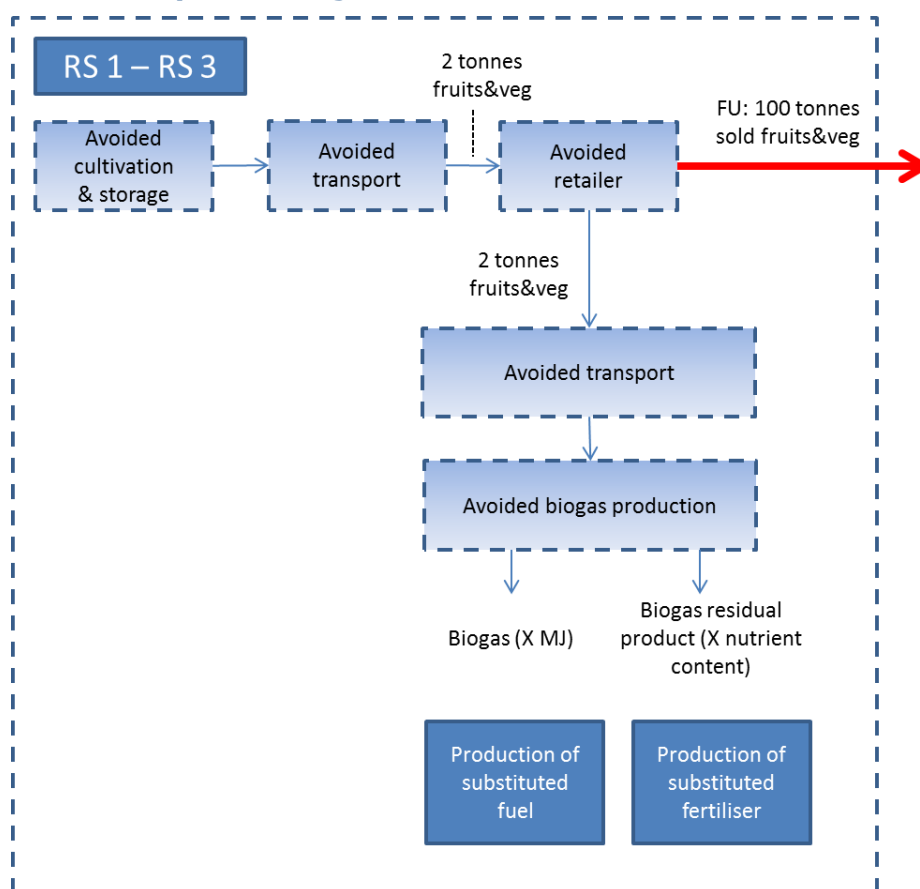 RS 1 – RS 3
2 tonnes
fruits&veg
FU: 100 tonnes
sold fruits&veg
Avoided
cultivation
& storage
Avoided
transport
Avoided
retailer
2 tonnes
fruits&veg
Avoided transport
Avoided biogas production
Biogas (X MJ)
Biogas residual
product (X nutrient
content)
Production of
substituted
fuel
Production of
substituted
fertiliser